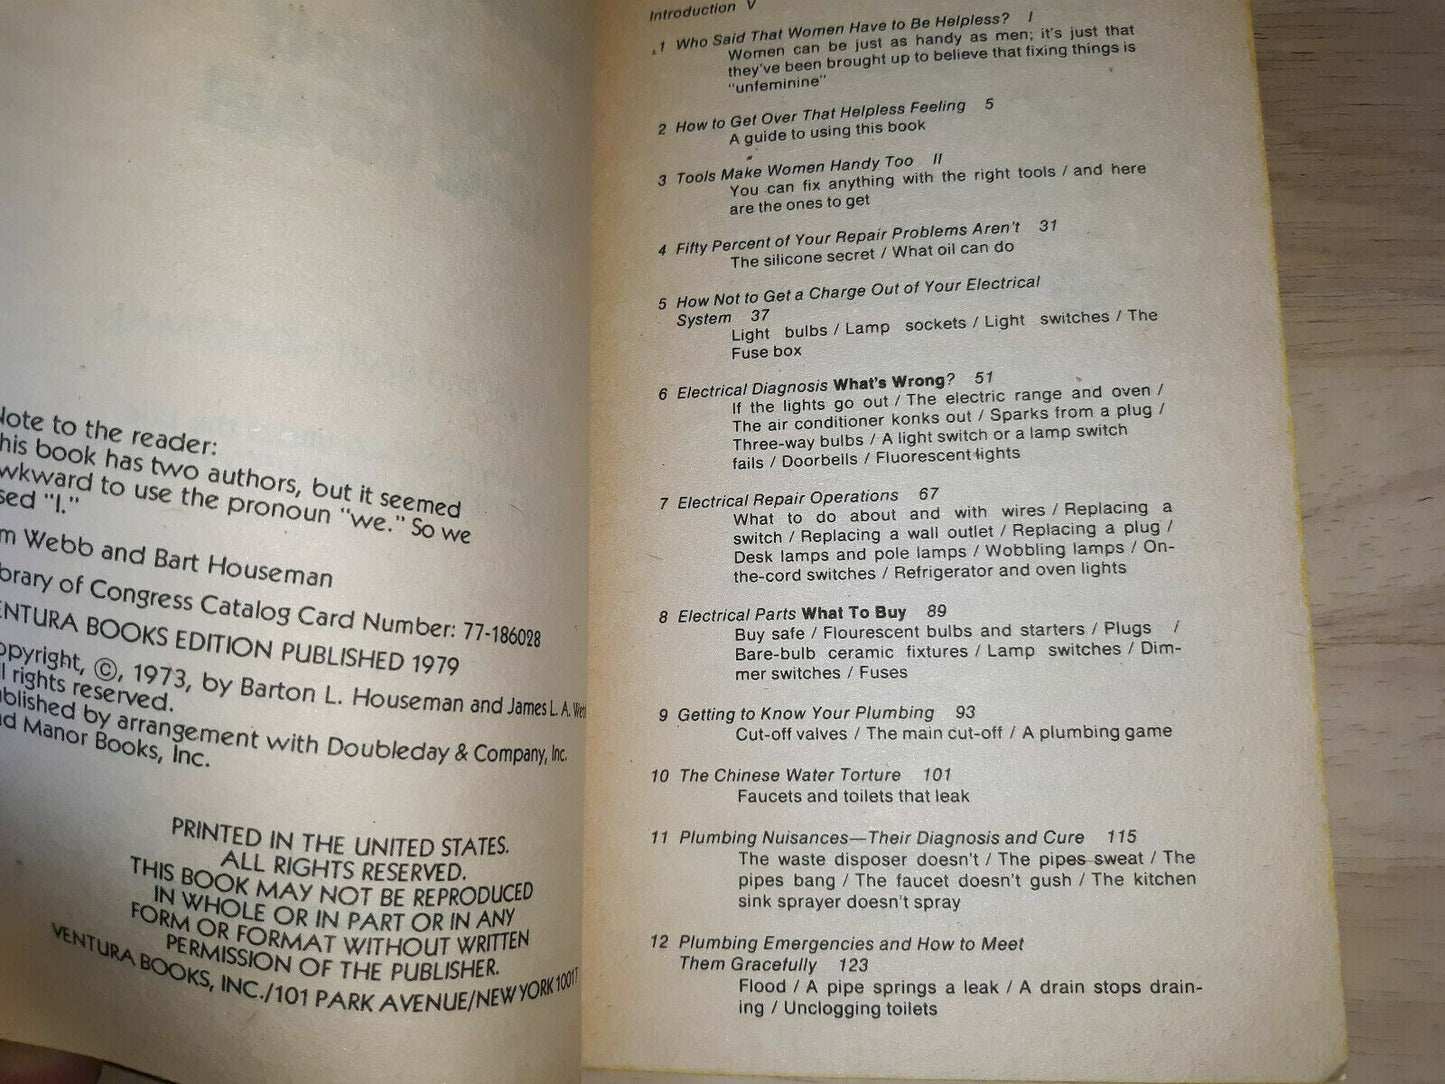 Note to the reader:
his book has two authors, but it seemed
wkward to use the pronoun "we." So we
sed "I."
m Webb and Bart Houseman
brary of Congress Catalog Card Number: 77-186028
ENTURA BOOKS EDITION PUBLISHED 1979
opyright, ©, 1973, by Barton L. Houseman and James L. A. Webb
ll rights reserved.
ublished by arrangement with Doubleday & Company, Inc.
nd Manor Books, Inc.
PRINTED IN THE UNITED STATES.
ALL RIGHTS RESERVED.
THIS BOOK MAY NOT BE REPRODUCED
IN WHOLE OR IN PART OR IN ANY
FORM OR FORMAT WITHOUT WRITTEN
PERMISSION OF THE PUBLISHER.
VENTURA BOOKS, INC./101 PARK AVENUE/NEW YORK 10017
Introduction V
1 Who Said That Women Have to Be Helpless? I
Women can be just as handy as men; it's just that
they've been brought up to believe that fixing things is
"unfeminine"
2 How to Get Over That Helpless Feeling 5
A guide to using this book
3 Tools Make Women Handy Too II
You can fix anything with the right tools / and here
are the ones to get
4 Fifty Percent of Your Repair Problems Aren't 31
The silicone secret / What oil can do
5 How Not to Get a Charge Out of Your Electrical
System 37
Light bulbs / Lamp sockets / Light switches / The
Fuse box
6 Electrical Diagnosis What's Wrong? 51
If the lights go out / The electric range and oven /
The air conditioner konks out / Sparks from a plug /
Three-way bulbs / A light switch or a lamp switch
fails / Doorbells / Fluorescent lights
7 Electrical Repair Operations 67
What to do about and with wires / Replacing a
switch / Replacing a wall outlet / Replacing a plug /
Desk lamps and pole lamps / Wobbling lamps / On-
the-cord switches / Refrigerator and oven lights
8 Electrical Parts What To Buy 89
Buy safe / Flourescent bulbs and starters / Plugs /
Bare-bulb ceramic fixtures / Lamp switches / Dim-
mer switches / Fuses
9 Getting to Know Your Plumbing 93
Cut-off valves / The main cut-off / A plumbing game
10 The Chinese Water Torture 101
Faucets and toilets that leak
11 Plumbing Nuisances—Their Diagnosis and Cure 115
The waste disposer doesn't / The pipes sweat / The
pipes bang / The faucet doesn't gush / The kitchen
sink sprayer doesn't spray
12 Plumbing Emergencies and How to Meet
Them Gracefully 123
Flood / A pipe springs a leak / A drain stops drain-
ing / Unclogging toilets